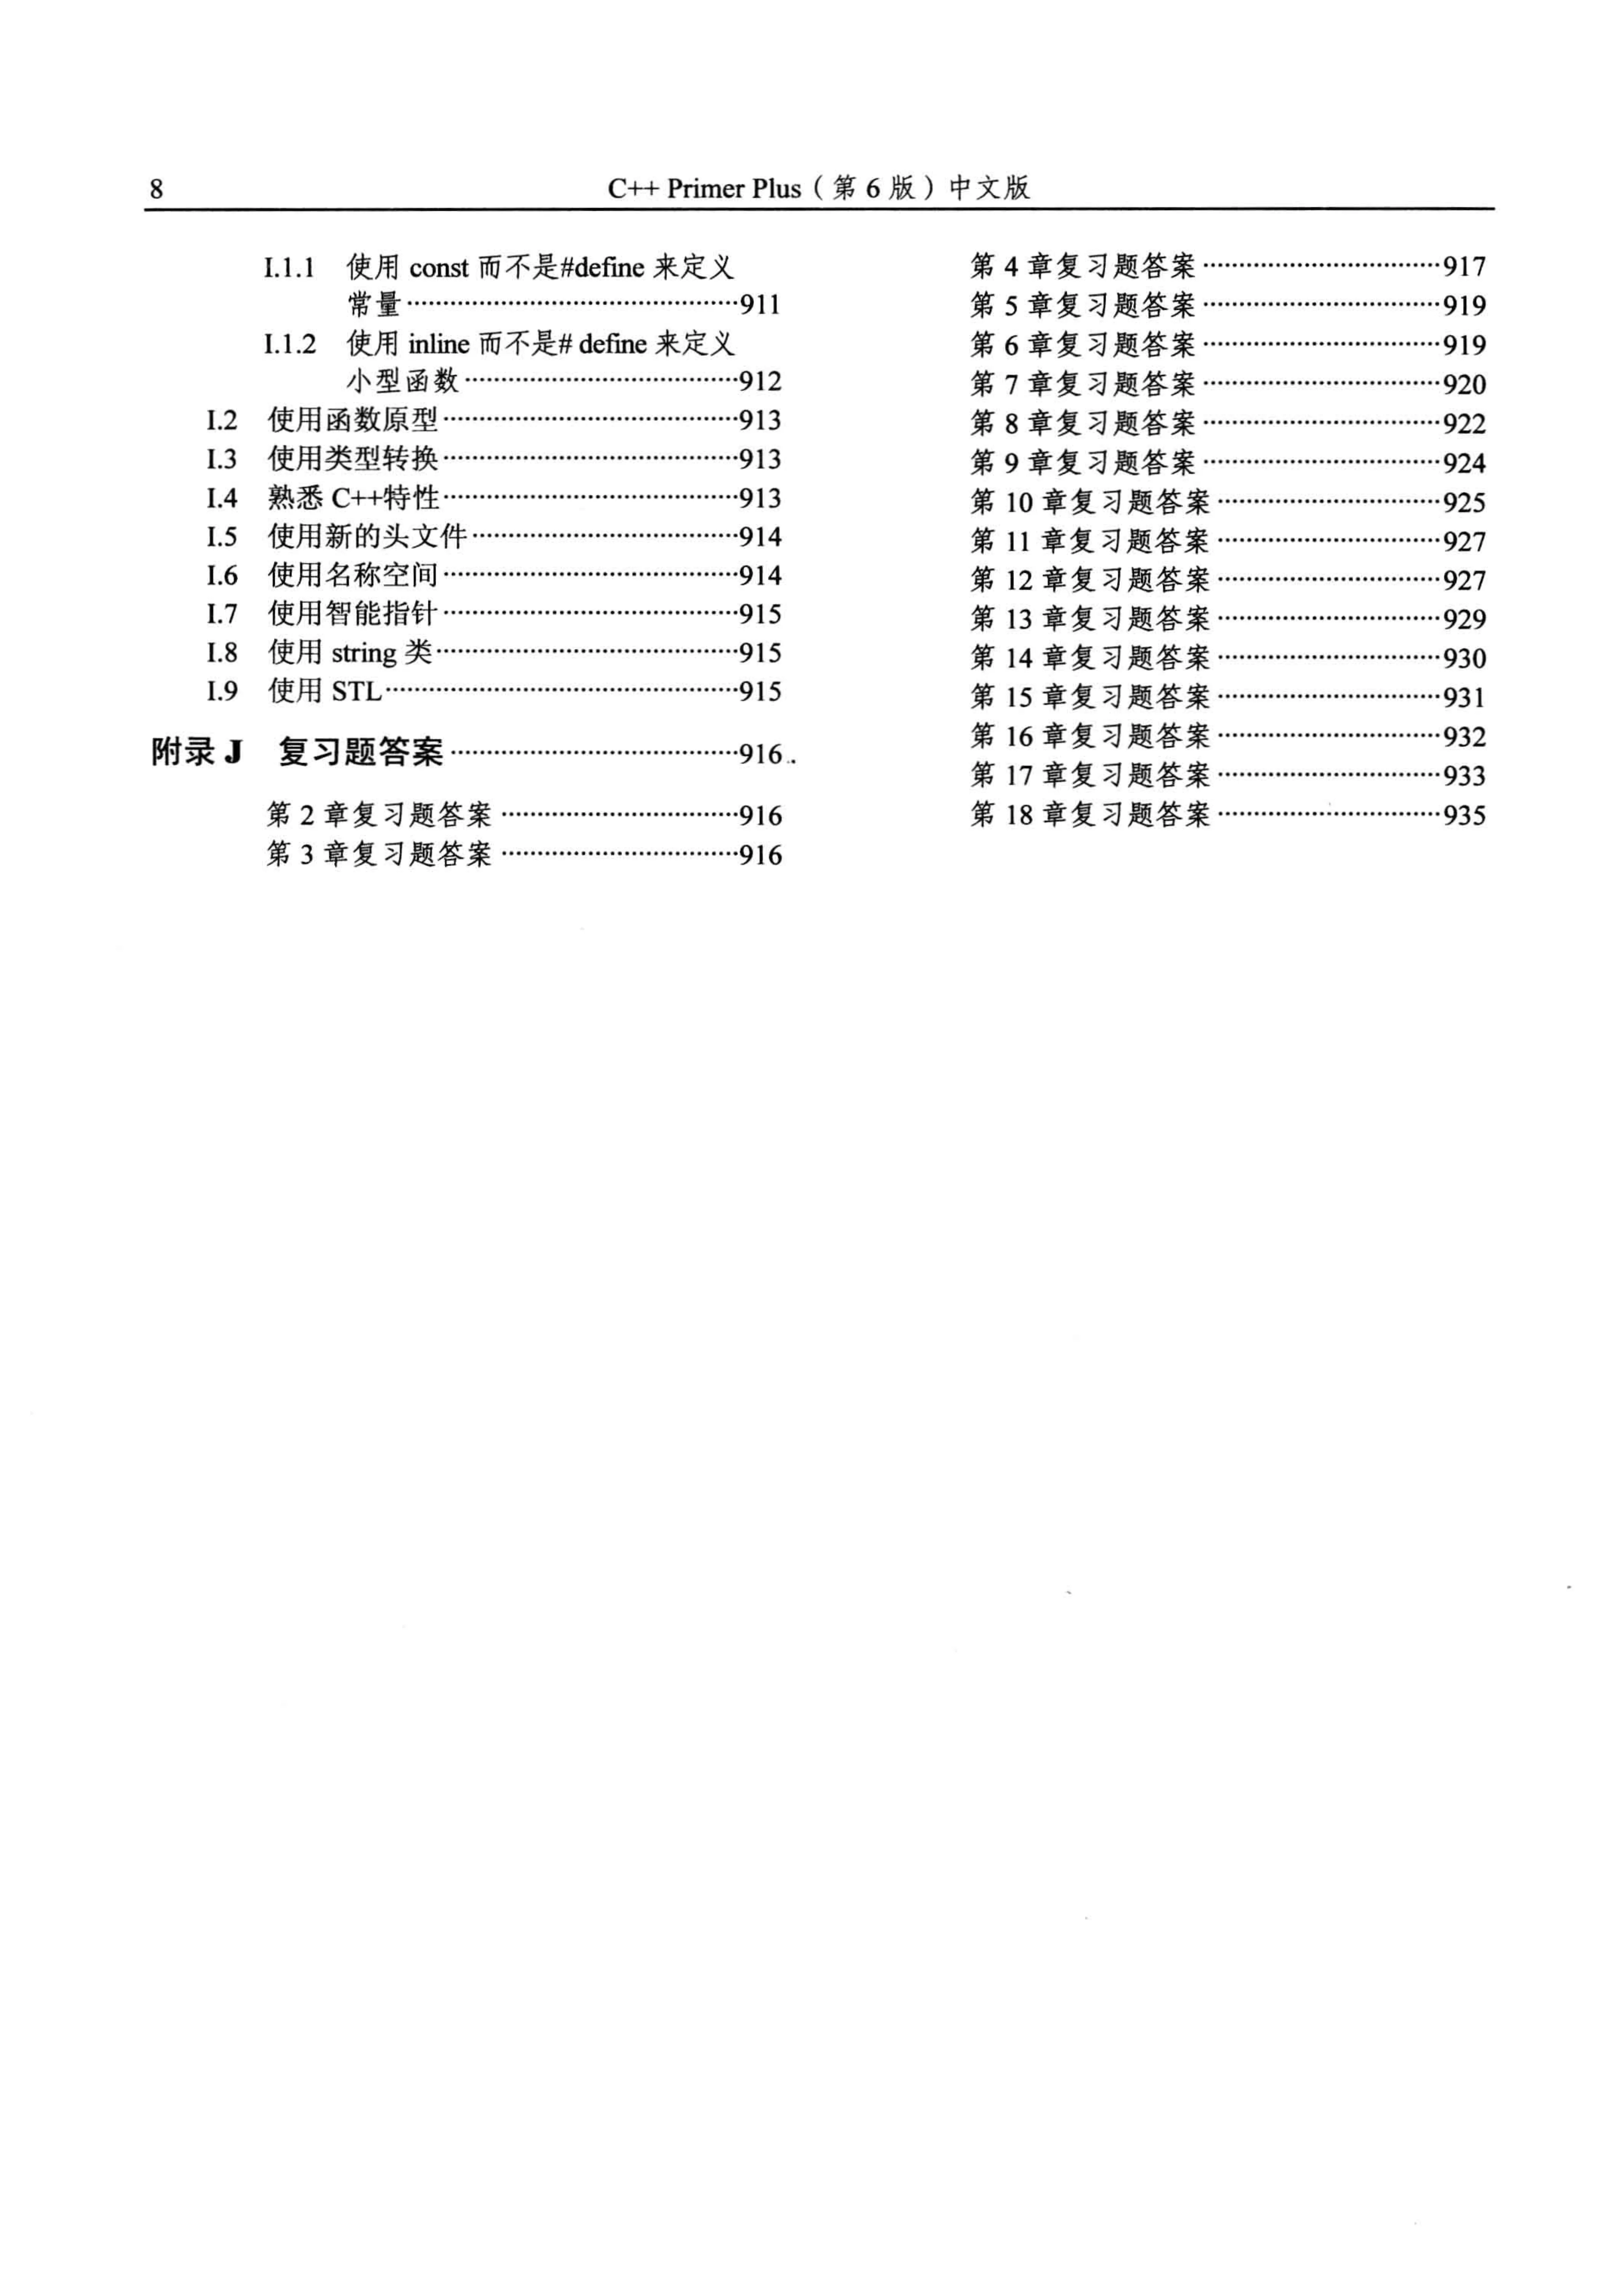 8
C++ Primer Plus（第 6 版）中文版
I.1.1 使用 const 而不是#define 来定义
常量……………………………………911
I.1.2 使用 inline 而不是# define 来定义
小型函数………………………………912
I.2 使用函数原型…………………………………913
I.3 使用类型转换…………………………………913
I.4 熟悉 C++特性…………………………………913
I.5 使用新的头文件………………………………914
I.6 使用名称空间…………………………………914
I.7 使用智能指针…………………………………915
I.8 使用 string 类…………………………………915
I.9 使用 STL………………………………………915
附录 J 复习题答案…………………………………916
第 2 章复习题答案……………………………916
第 3 章复习题答案……………………………916
第 4 章复习题答案……………………………917
第 5 章复习题答案……………………………919
第 6 章复习题答案……………………………919
第 7 章复习题答案……………………………920
第 8 章复习题答案……………………………922
第 9 章复习题答案……………………………924
第 10 章复习题答案……………………………925
第 11 章复习题答案……………………………927
第 12 章复习题答案……………………………927
第 13 章复习题答案……………………………929
第 14 章复习题答案……………………………930
第 15 章复习题答案……………………………931
第 16 章复习题答案……………………………932
第 17 章复习题答案……………………………933
第 18 章复习题答案……………………………935